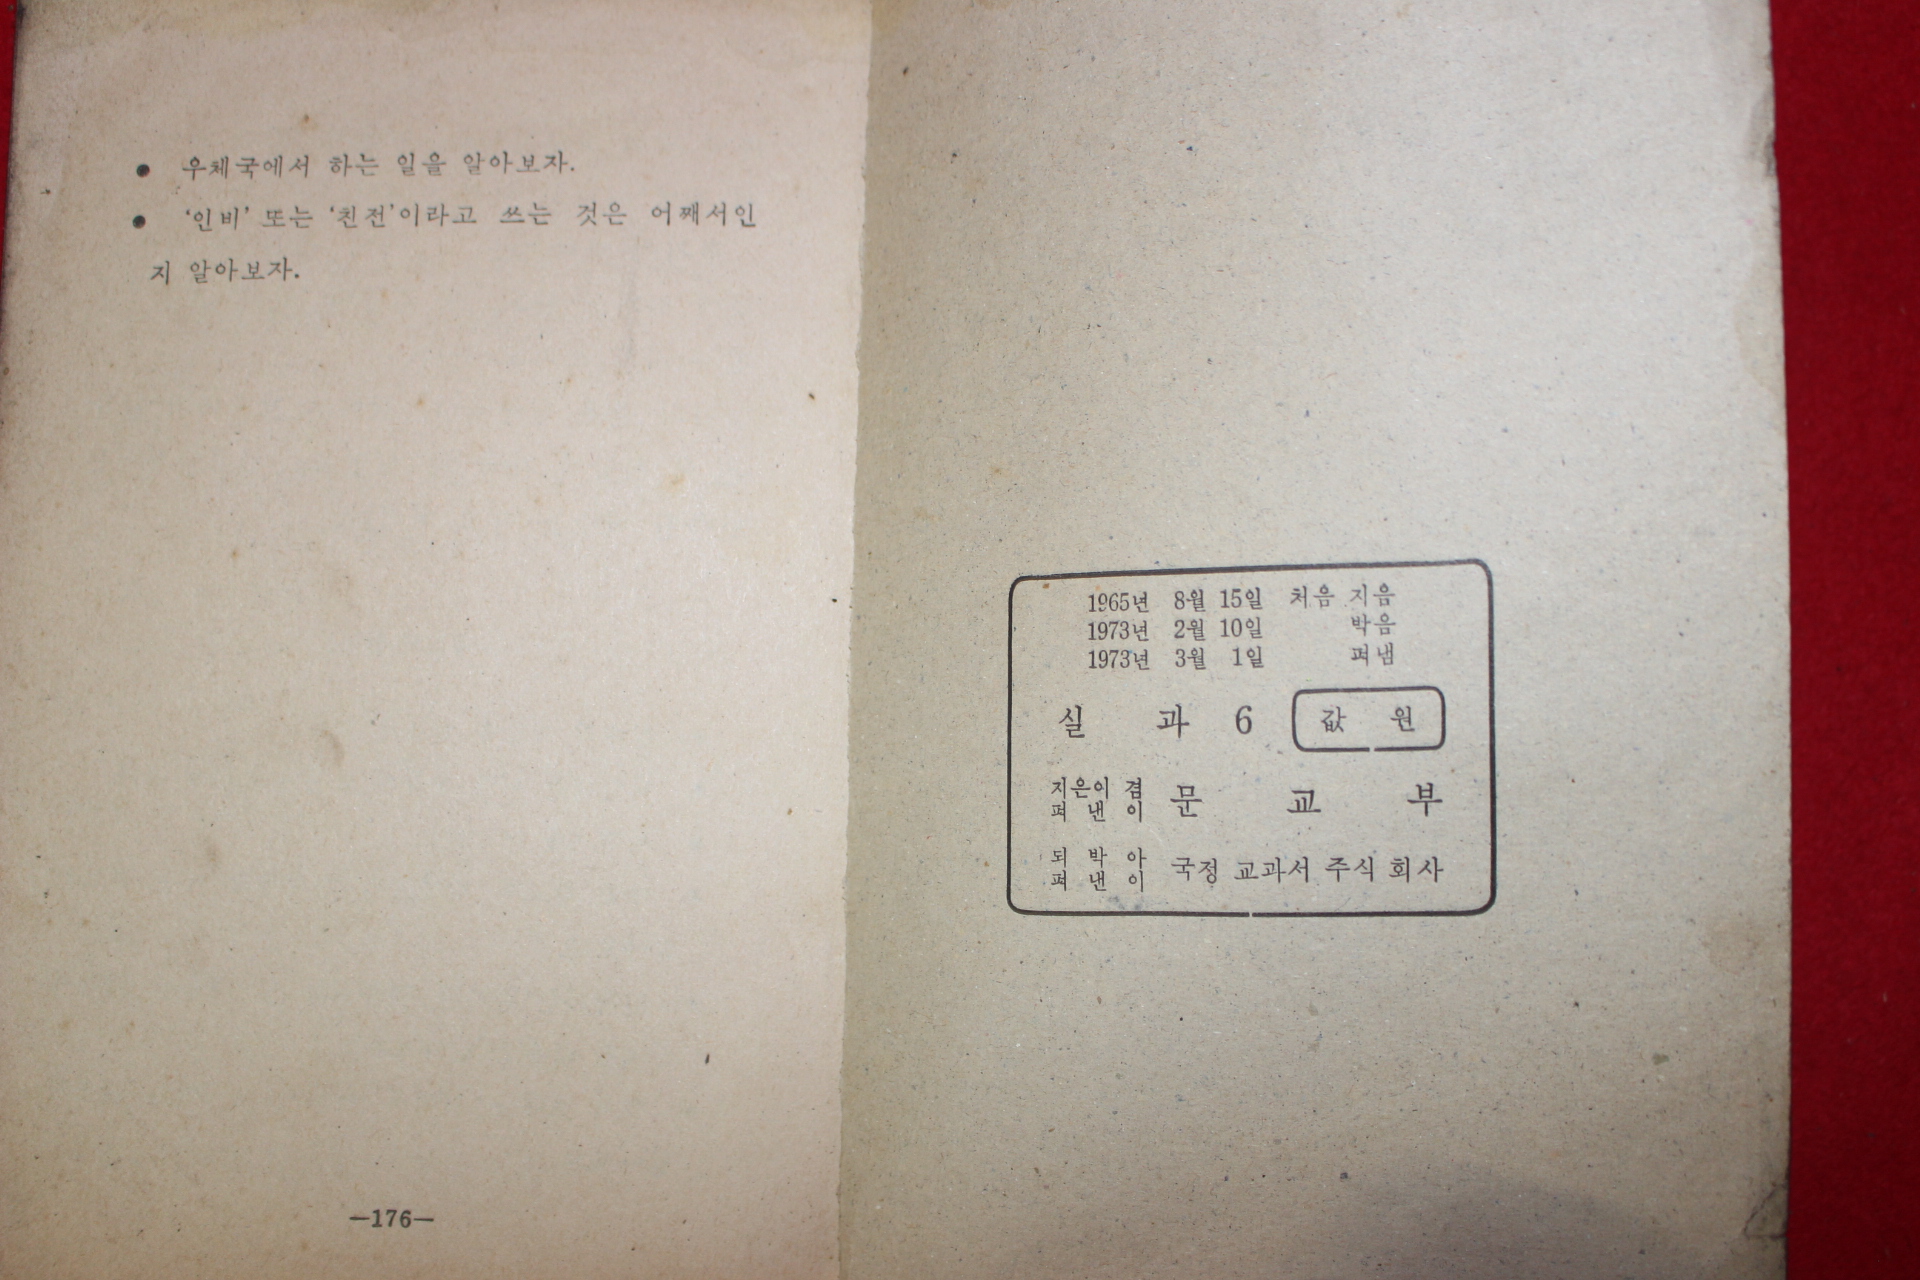 ● 우체국에서 하는 일을 알아보자.
● ‘인비’ 또는 ‘친전’이라고 쓰는 것은 어째서인
지 알아보자.
—176—
1965년 8월 15일 처음 지음
1973년 2월 10일 박음
1973년 3월 1일 펴냄
실 과 6 값 원
지은이 겸
펴 낸 이 문 교 부
되 박 아
펴 낸 이 국정 교과서 주식 회사